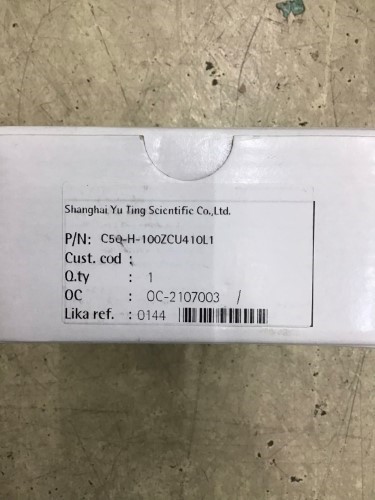 Shanghai Yu Ting Scientific Co.,Ltd.
P/N: C50-H-100ZCU410L1
Cust. cod :
Q.ty : 1
OC : OC-2107003 /
Lika ref. : 0144